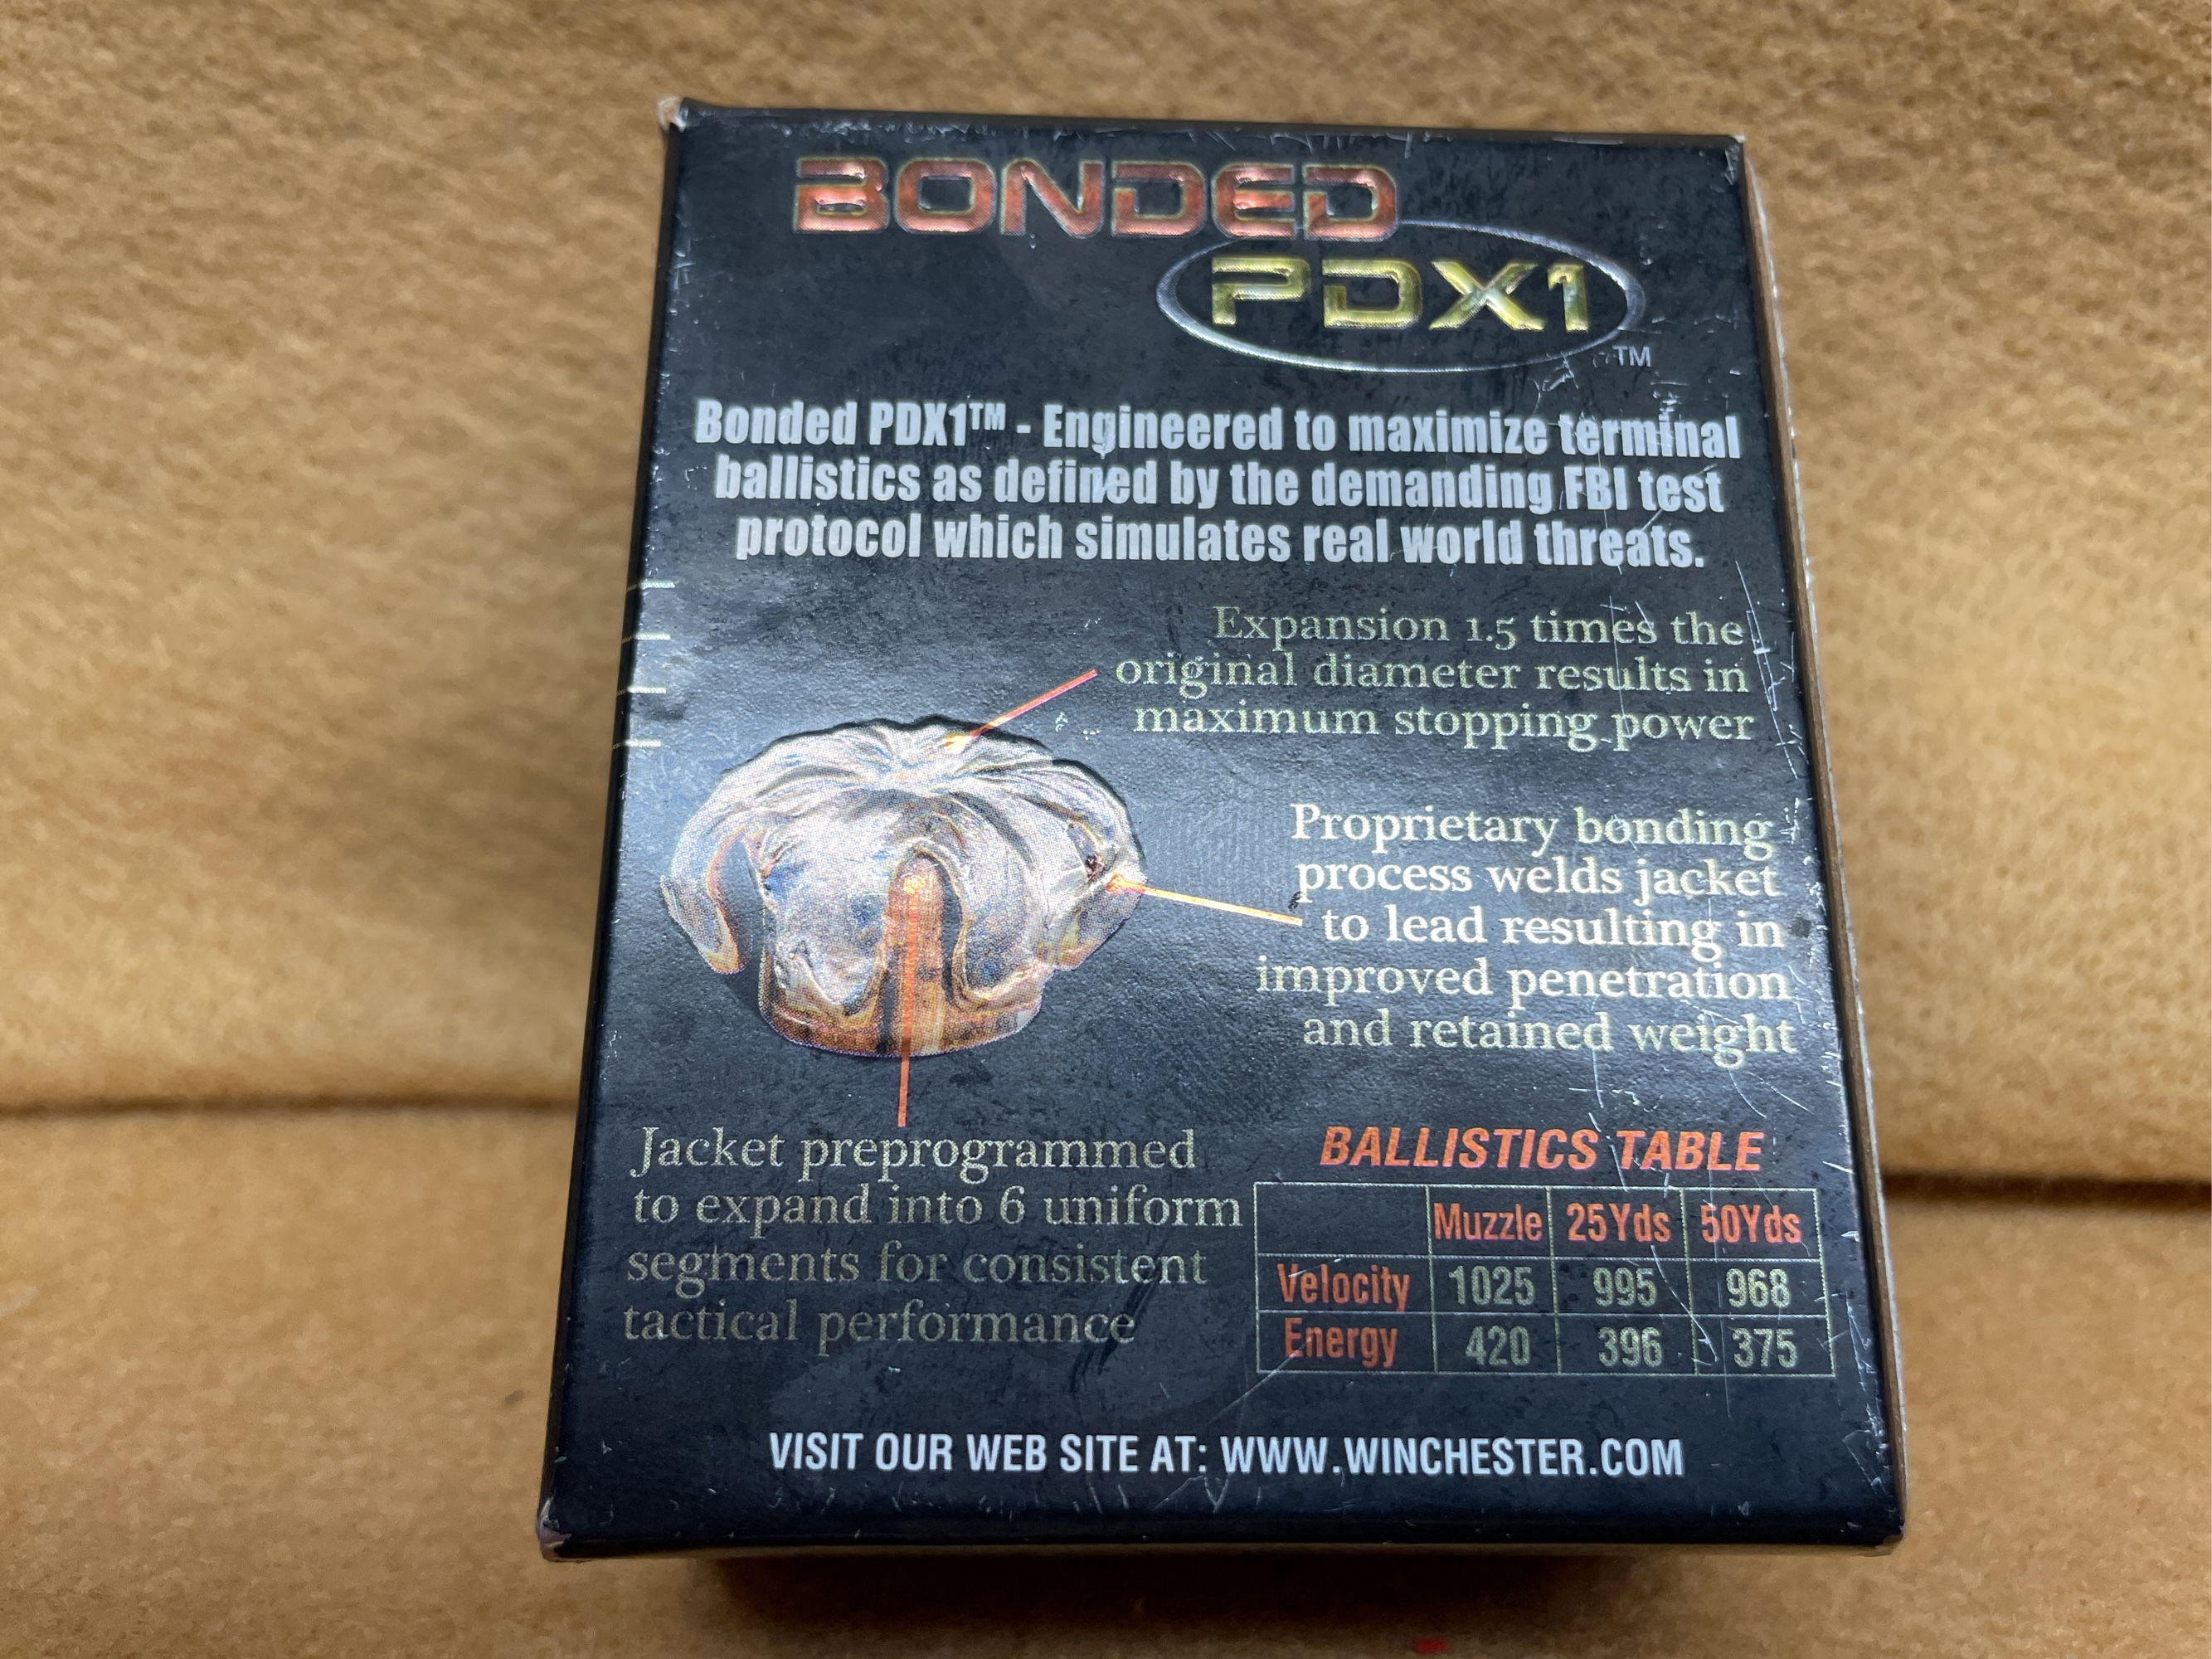 BONDED
PDX1
™
Bonded PDX1™ - Engineered to maximize terminal
ballistics as defined by the demanding FBI test
protocol which simulates real world threats.
Expansion 1.5 times the
original diameter results in
maximum stopping power
Proprietary bonding
process welds jacket
to lead resulting in
improved penetration
and retained weight
Jacket preprogrammed
to expand into 6 uniform
segments for consistent
tactical performance
BALLISTICS TABLE
Muzzle 25Yds 50Yds
Velocity 1025 995 968
Energy 420 396 375
VISIT OUR WEB SITE AT: WWW.WINCHESTER.COM